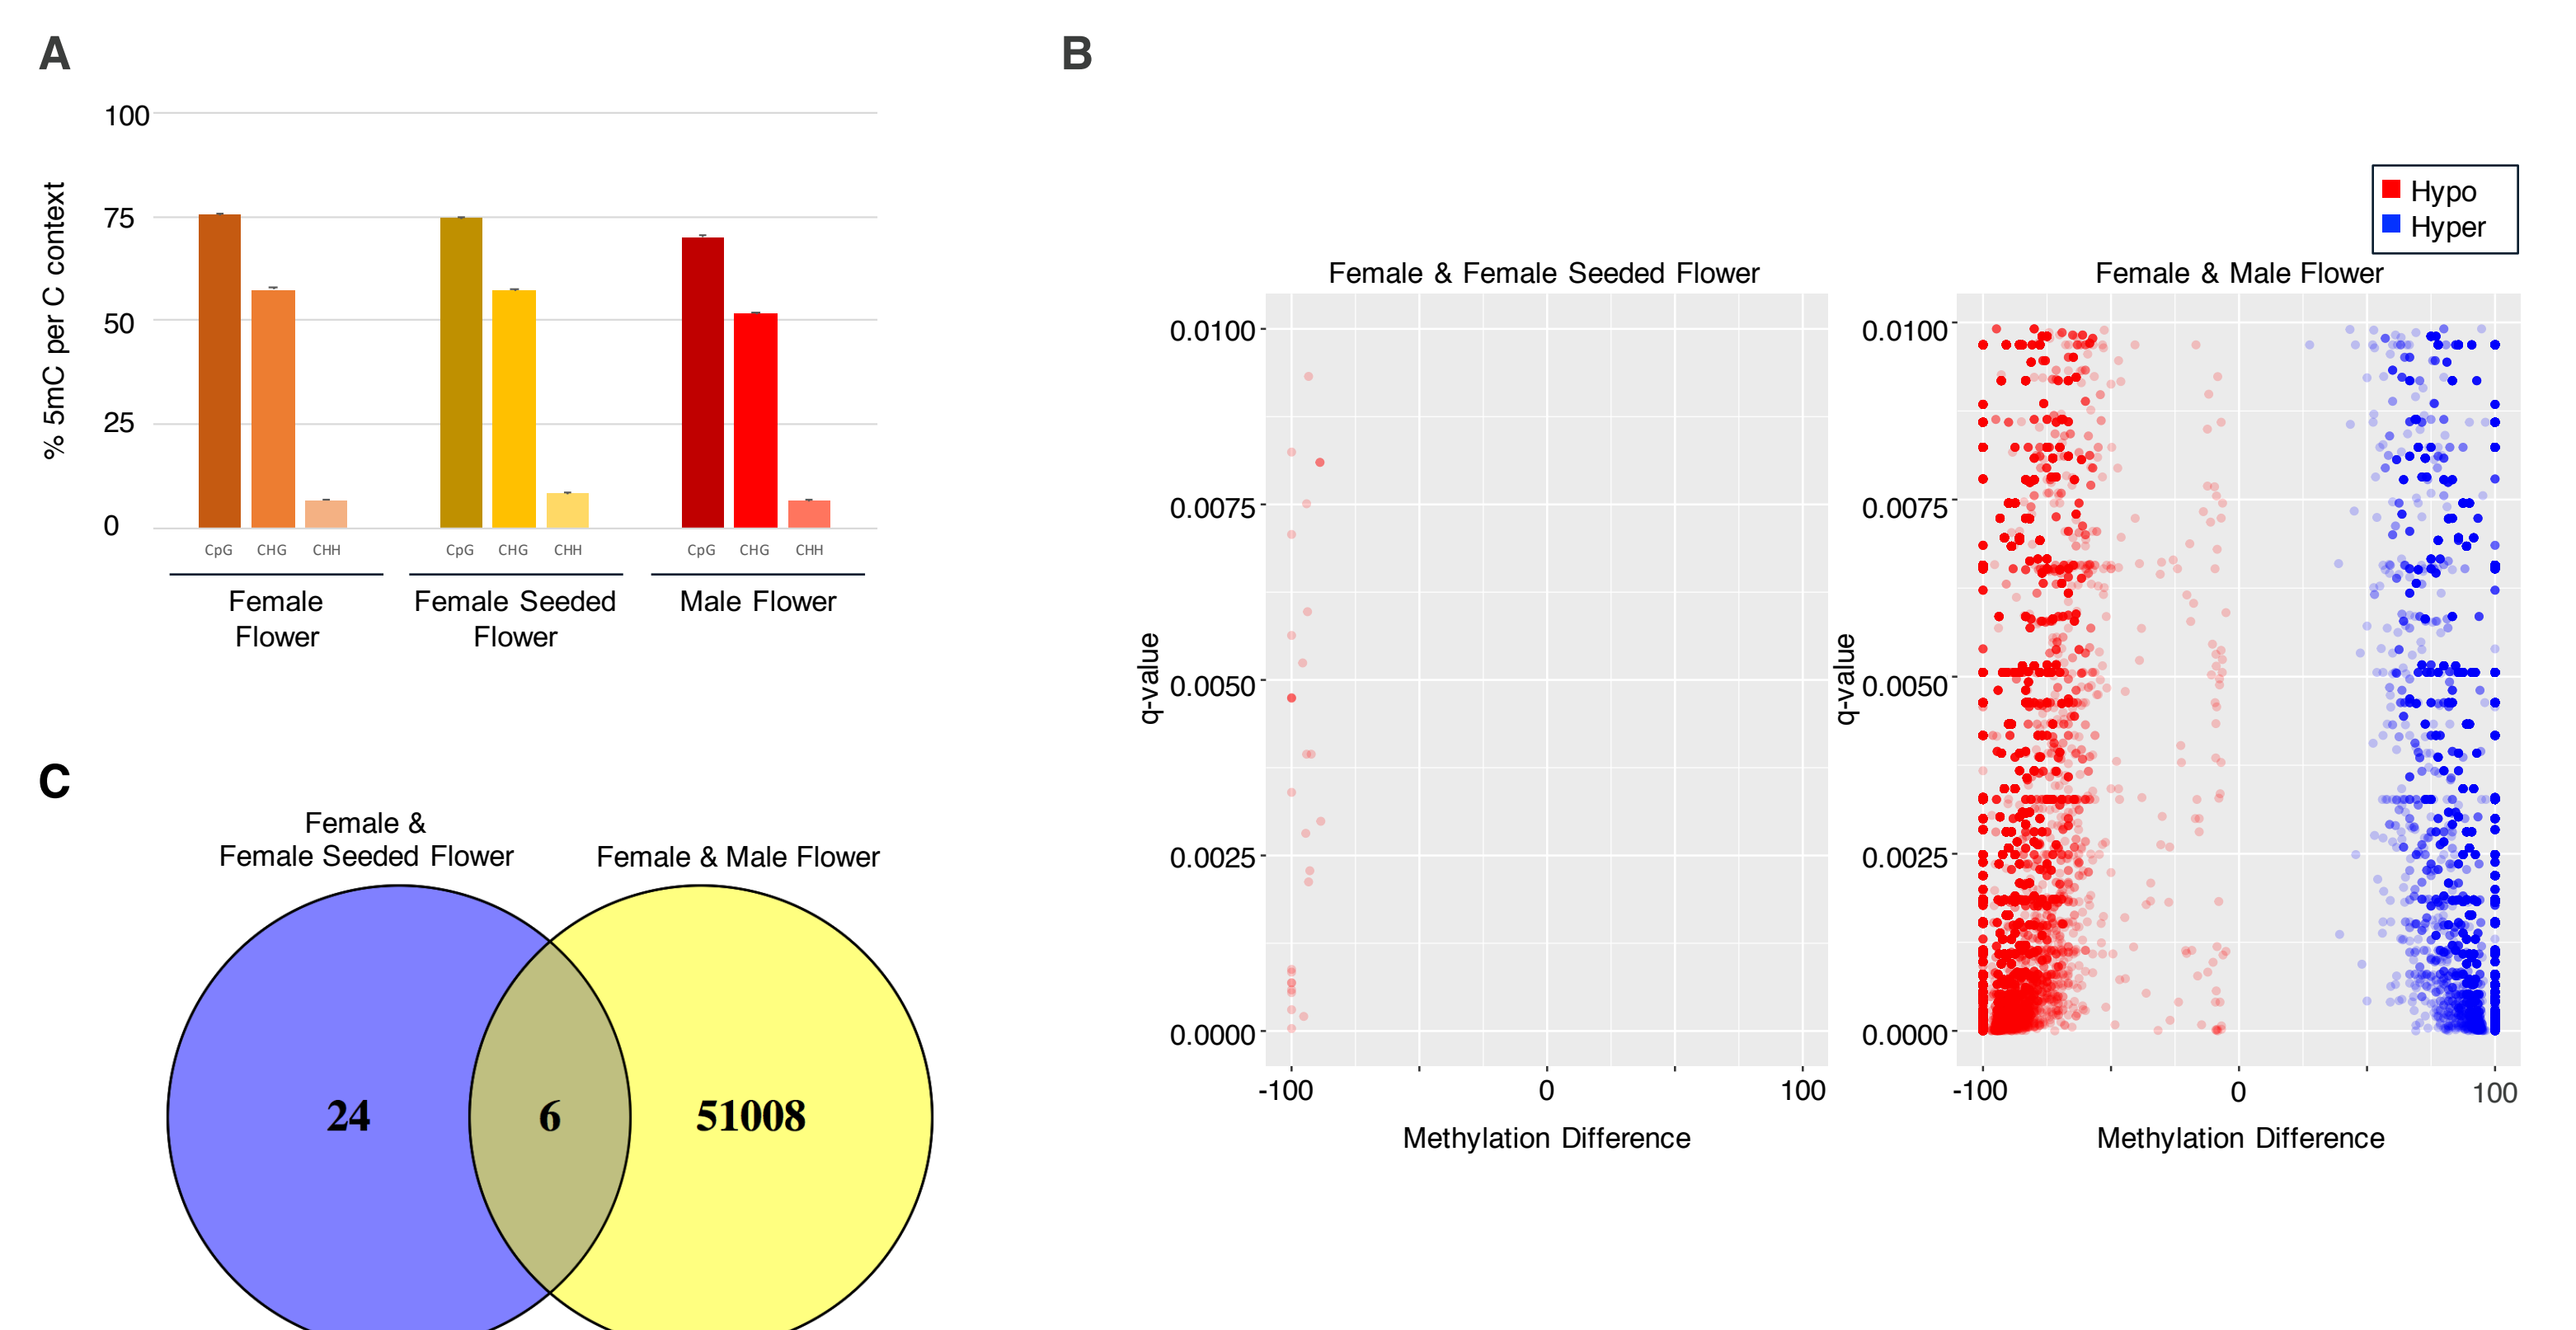 A
100
75
50
25
0
% 5mC per C context
CpG CHG CHH
CpG CHG CHH
CpG CHG CHH
Female
Flower
Female Seeded
Flower
Male Flower
B
Hypo
Hyper
Female & Female Seeded Flower
0.0100
0.0075
0.0050
0.0025
0.0000
q-value
-100 0 100
Methylation Difference
Female & Male Flower
0.0100
0.0075
0.0050
0.0025
0.0000
q-value
-100 0 100
Methylation Difference
C
Female &
Female Seeded Flower
Female & Male Flower
24 6 51008